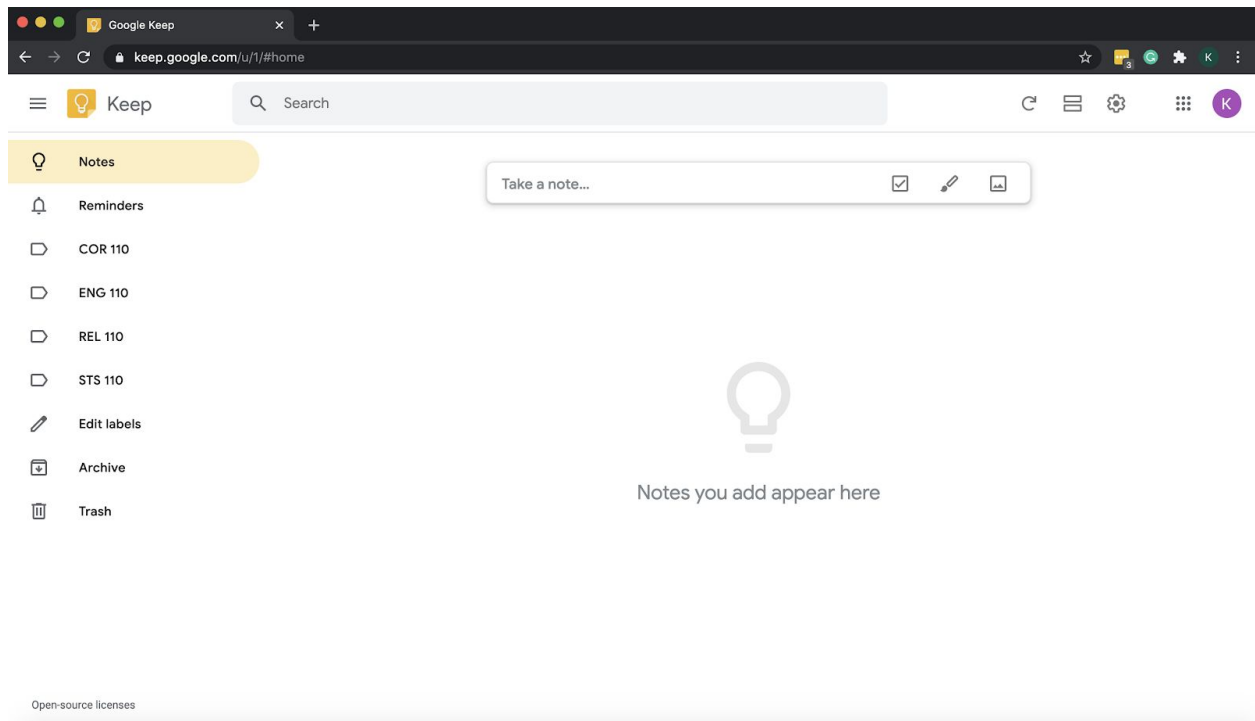 Google Keep
keep.google.com/u/1/#home
3
K
Keep
Search
K
Notes
Take a note...
Reminders
COR 110
ENG 110
REL 110
STS 110
Edit labels
Archive
Trash
Notes you add appear here
Open-source licenses